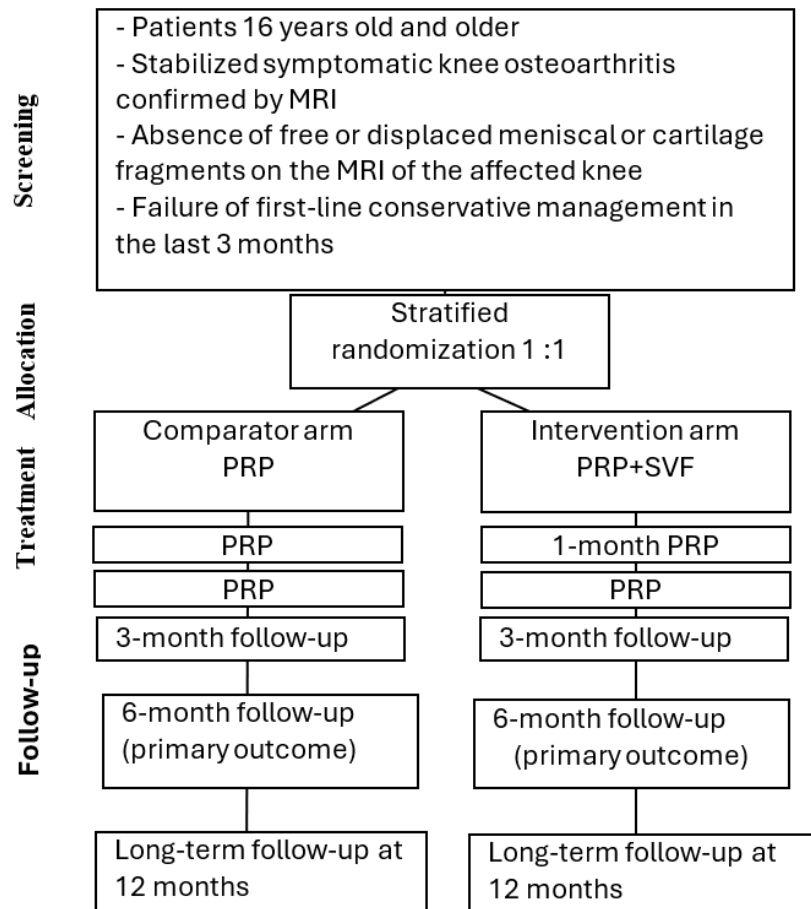 Screening
- Patients 16 years old and older
- Stabilized symptomatic knee osteoarthritis
confirmed by MRI
- Absence of free or displaced meniscal or cartilage
fragments on the MRI of the affected knee
- Failure of first-line conservative management in
the last 3 months
Allocation
Stratified
randomization 1 :1
Treatment
Comparator arm
PRP
Intervention arm
PRP+SVF
PRP
1-month PRP
PRP
PRP
Follow-up
3-month follow-up
3-month follow-up
6-month follow-up
(primary outcome)
6-month follow-up
(primary outcome)
Long-term follow-up at
12 months
Long-term follow-up at
12 months